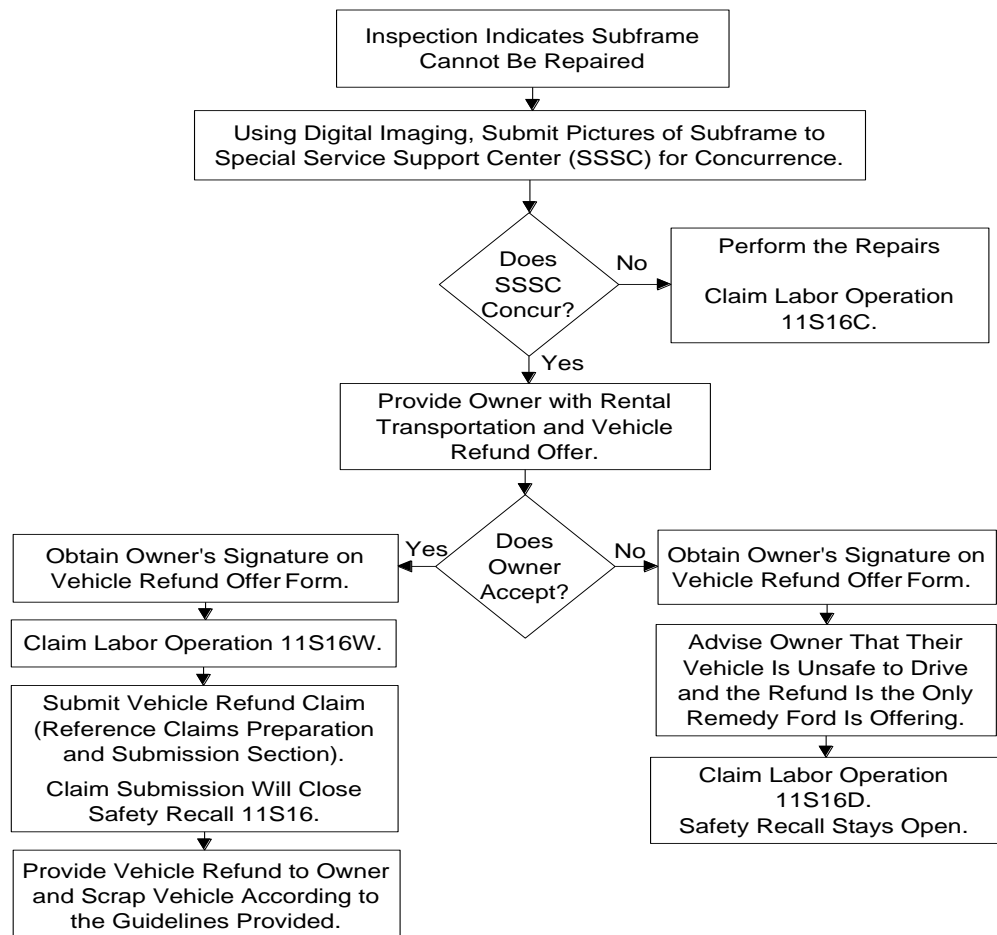 Inspection Indicates Subframe
Cannot Be Repaired
Using Digital Imaging, Submit Pictures of Subframe to
Special Service Support Center (SSSC) for Concurrence.
Does
SSSC
Concur?
No
Perform the Repairs
Claim Labor Operation
11S16C.
Yes
Provide Owner with Rental
Transportation and Vehicle
Refund Offer.
Does
Owner
Accept?
Yes
Obtain Owner's Signature on
Vehicle Refund Offer Form.
Claim Labor Operation 11S16W.
Submit Vehicle Refund Claim
(Reference Claims Preparation
and Submission Section).
Claim Submission Will Close
Safety Recall 11S16.
Provide Vehicle Refund to Owner
and Scrap Vehicle According to
the Guidelines Provided.
No
Obtain Owner's Signature on
Vehicle Refund Offer Form.
Advise Owner That Their
Vehicle Is Unsafe to Drive
and the Refund Is the Only
Remedy Ford Is Offering.
Claim Labor Operation
11S16D.
Safety Recall Stays Open.